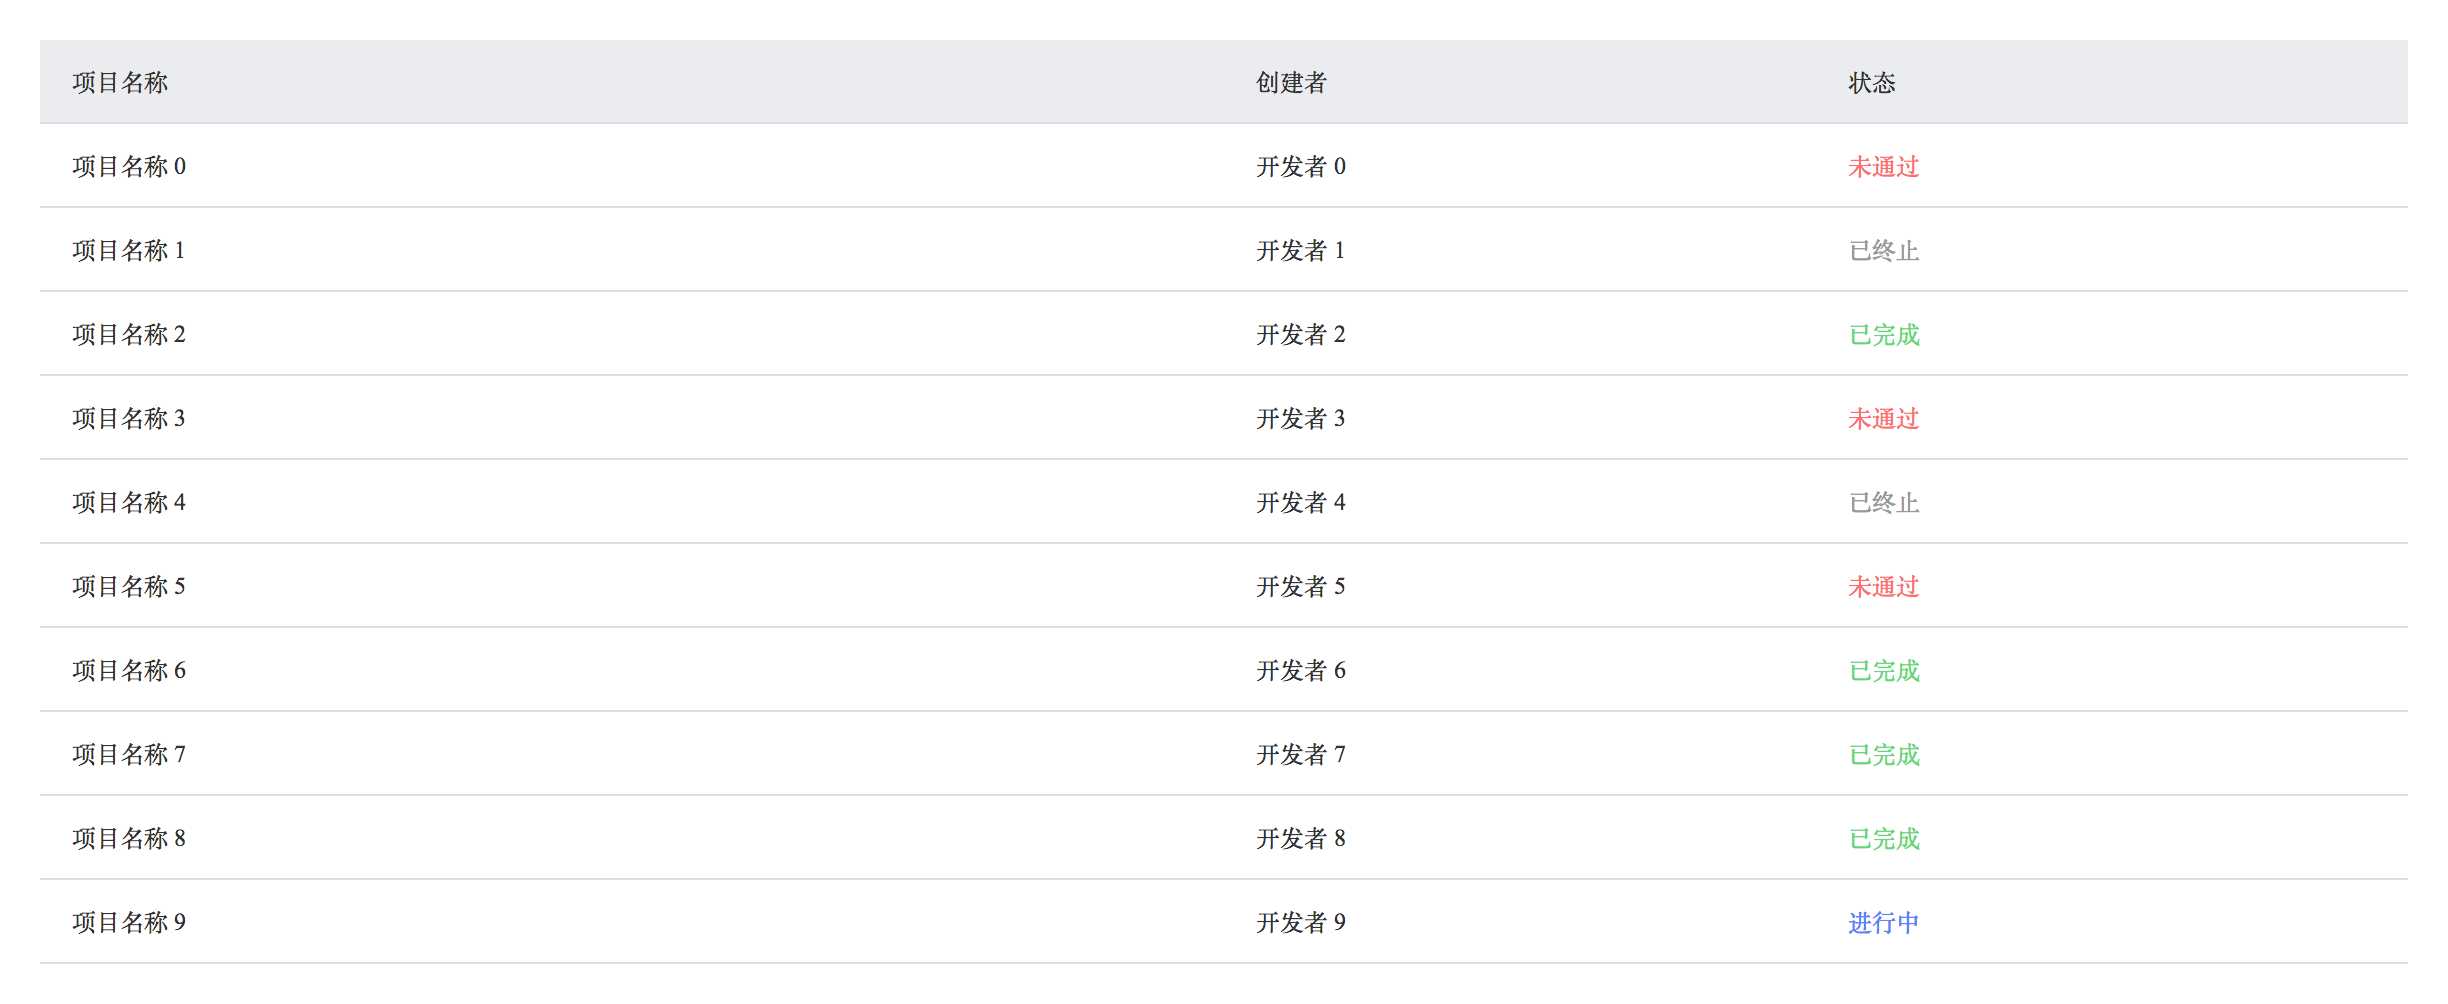 项目名称 创建者 状态
项目名称 0 开发者 0 未通过
项目名称 1 开发者 1 已终止
项目名称 2 开发者 2 已完成
项目名称 3 开发者 3 未通过
项目名称 4 开发者 4 已终止
项目名称 5 开发者 5 未通过
项目名称 6 开发者 6 已完成
项目名称 7 开发者 7 已完成
项目名称 8 开发者 8 已完成
项目名称 9 开发者 9 进行中